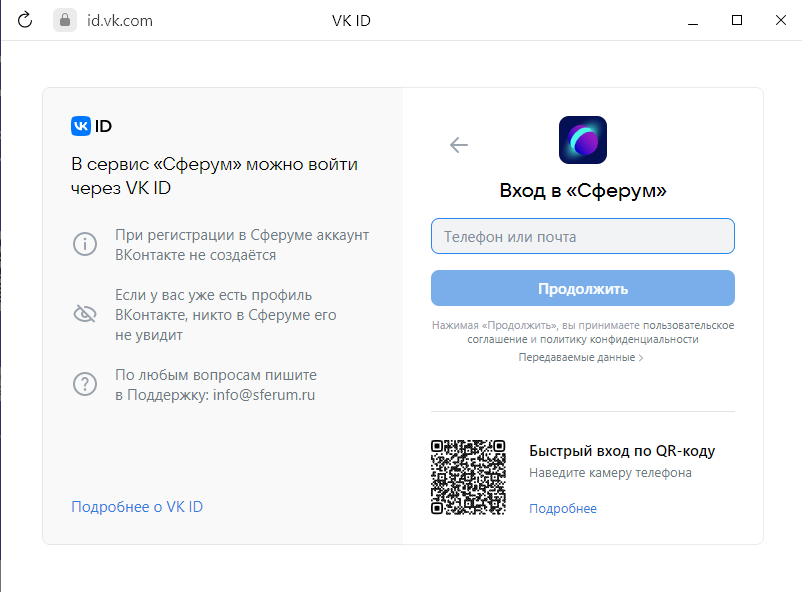 id.vk.com
VK ID
VK ID
В сервис «Сферум» можно войти
через VK ID
При регистрации в Сферуме аккаунт
ВКонтакте не создаётся
Если у вас уже есть профиль
ВКонтакте, никто в Сферуме его
не увидит
По любым вопросам пишите
в Поддержку: info@sferum.ru
Подробнее о VK ID
Вход в «Сферум»
Телефон или почта
Продолжить
Нажимая «Продолжить», вы принимаете пользовательское
соглашение и политику конфиденциальности
Передаваемые данные >
Быстрый вход по QR-коду
Наведите камеру телефона
Подробнее